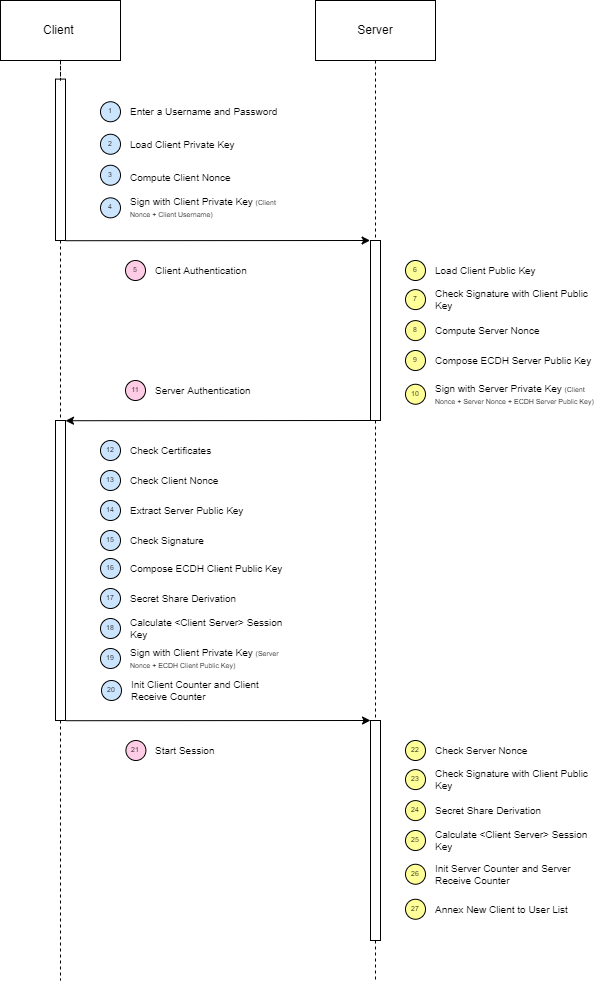 Client
Server
1
Enter a Username and Password
2
Load Client Private Key
3
Compute Client Nonce
4
Sign with Client Private Key (Client
Nonce + Client Username)
5
Client Authentication
6
Load Client Public Key
7
Check Signature with Client Public
Key
8
Compute Server Nonce
9
Compose ECDH Server Public Key
10
Sign with Server Private Key (Client
Nonce + Server Nonce + ECDH Server Public Key)
11
Server Authentication
12
Check Certificates
13
Check Client Nonce
14
Extract Server Public Key
15
Check Signature
16
Compose ECDH Client Public Key
17
Secret Share Derivation
18
Calculate <Client Server> Session
Key
19
Sign with Client Private Key (Server
Nonce + ECDH Client Public Key)
20
Init Client Counter and Client
Receive Counter
21
Start Session
22
Check Server Nonce
23
Check Signature with Client Public
Key
24
Secret Share Derivation
25
Calculate <Client Server> Session
Key
26
Init Server Counter and Server
Receive Counter
27
Annex New Client to User List